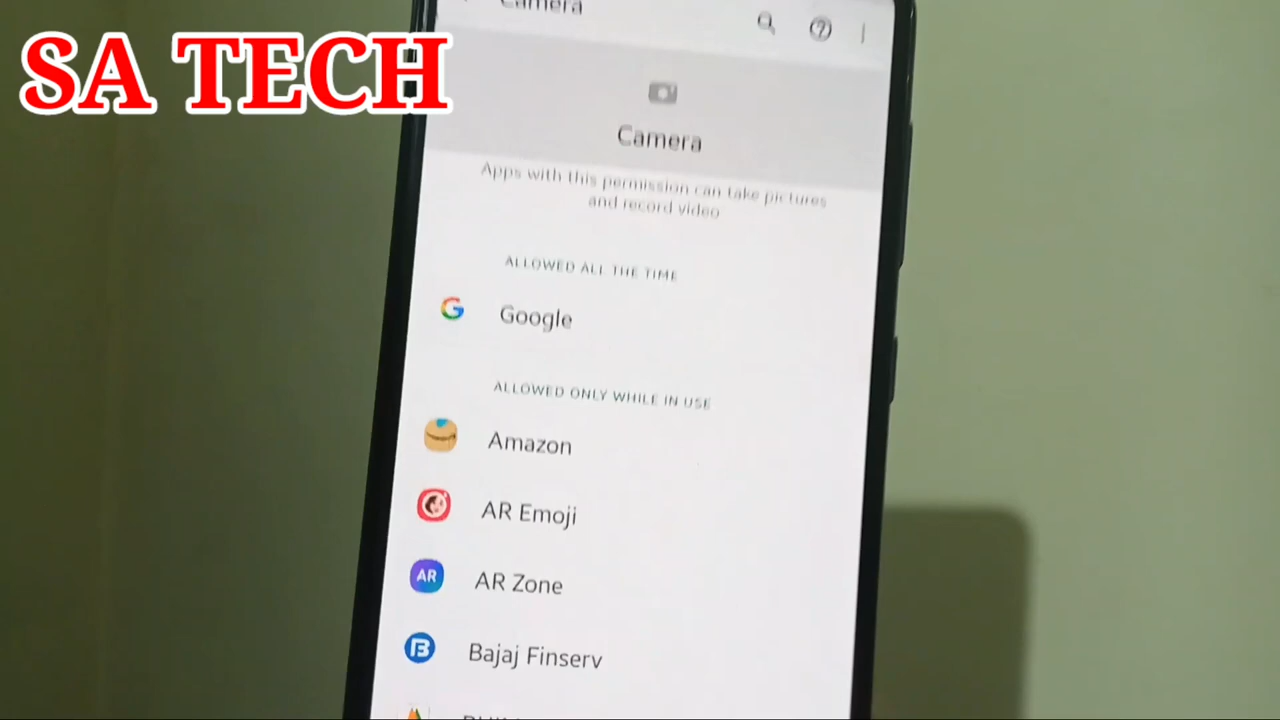 SA TECH
Camera
Camera
Apps with this permission can take pictures
and record video
ALLOWED ALL THE TIME
Google
ALLOWED ONLY WHILE IN USE
Amazon
AR Emoji
AR
AR Zone
B
Bajaj Finserv